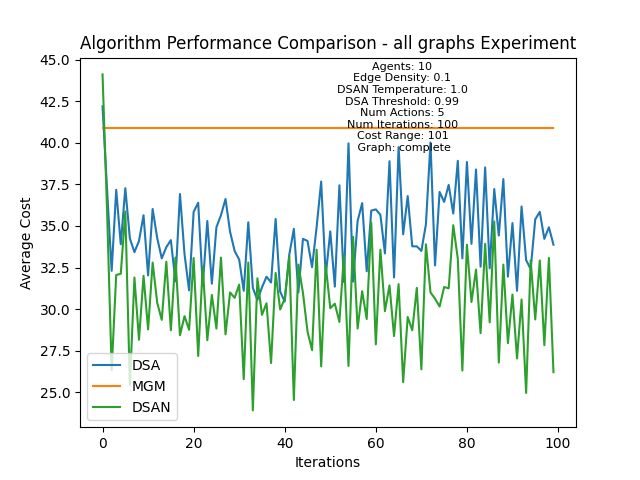 Algorithm Performance Comparison - all graphs Experiment
Agents: 10
Edge Density: 0.1
DSAN Temperature: 1.0
DSA Threshold: 0.99
Num Actions: 5
Num Iterations: 100
Cost Range: 101
Graph: complete
45.0
42.5
40.0
37.5
35.0
32.5
30.0
27.5
25.0
Average Cost
DSA
MGM
DSAN
0
20
40
60
80
100
Iterations